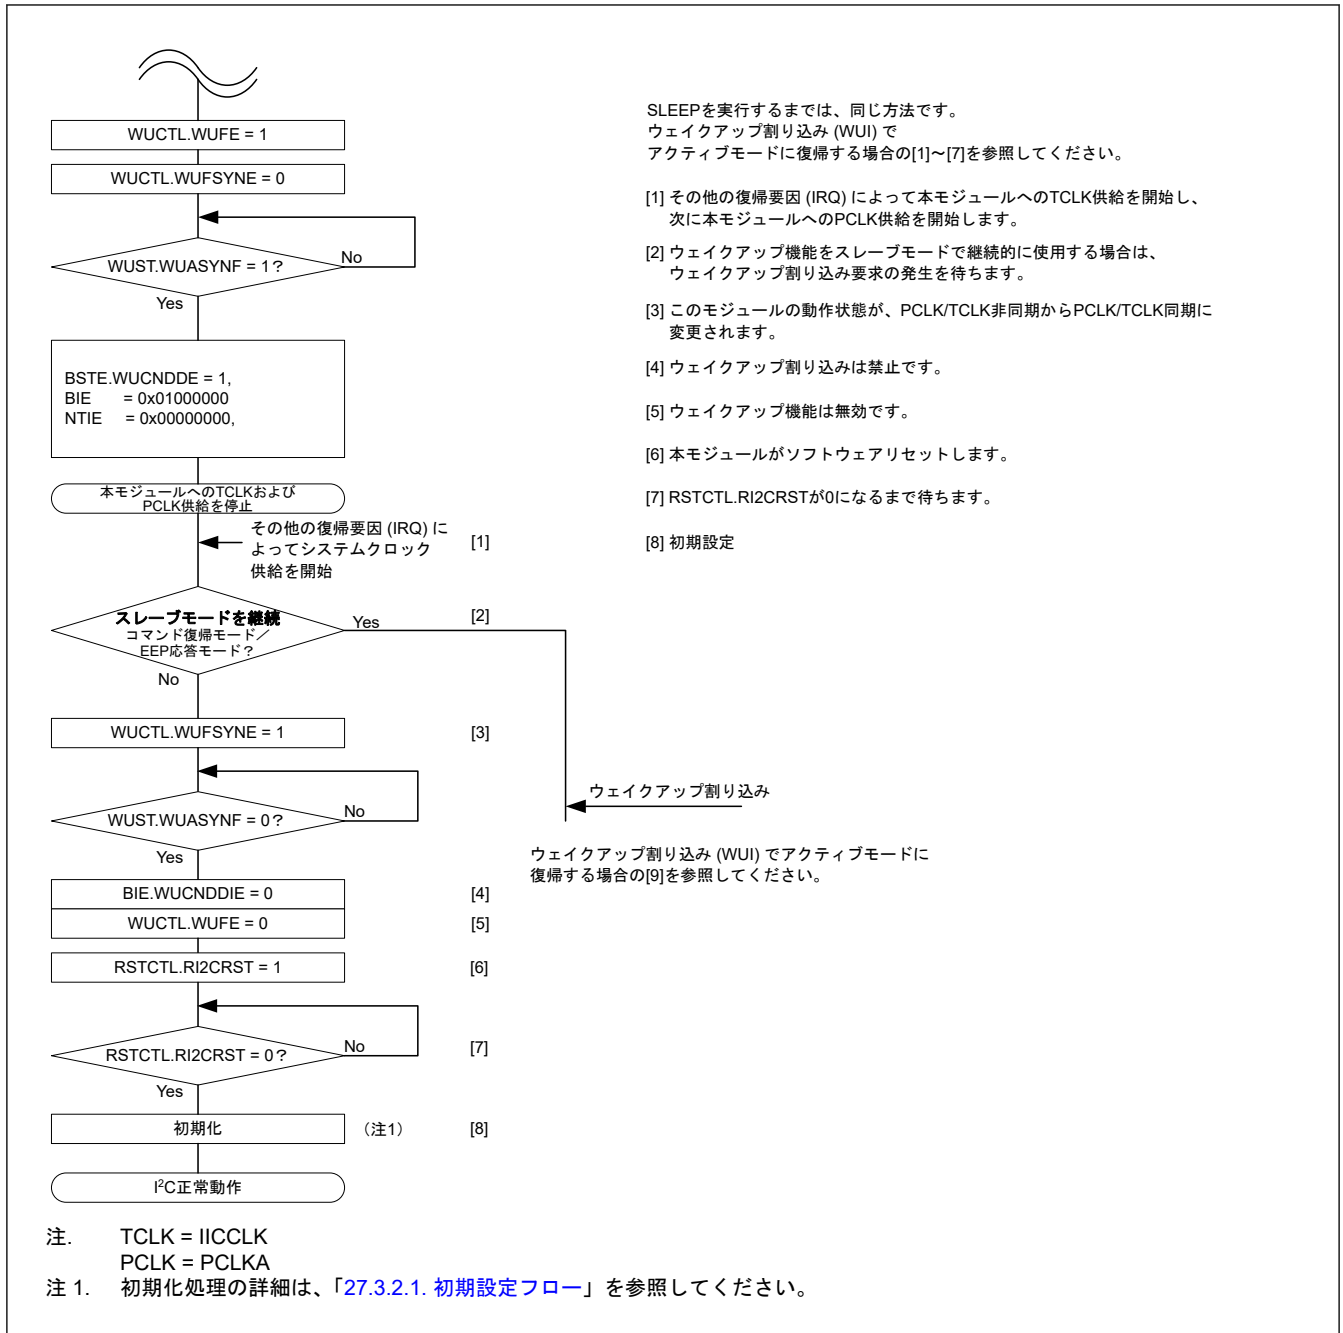 WUCTL.WUFE = 1
WUCTL.WUFSYNE = 0
WUST.WUASYNF = 1?
No
Yes
BSTE.WUCNDDE = 1,
BIE = 0x01000000
NTIE = 0x00000000,
本モジュールへのTCLKおよび
PCLK供給を停止
その他の復帰要因 (IRQ) に
よってシステムクロック
供給を開始
[1]
スレーブモードを継続
コマンド復帰モード/
EEP応答モード?
Yes
[2]
No
WUCTL.WUFSYNE = 1
[3]
WUST.WUASYNF = 0?
No
Yes
ウェイクアップ割り込み
ウェイクアップ割り込み (WUI) でアクティブモードに
復帰する場合の[9]を参照してください。
BIE.WUCNDDIE = 0
[4]
WUCTL.WUFE = 0
[5]
RSTCTL.RI2CRST = 1
[6]
RSTCTL.RI2CRST = 0?
No
[7]
Yes
初期化
(注1)
[8]
I²C正常動作
SLEEPを実行するまでは、同じ方法です。
ウェイクアップ割り込み (WUI) で
アクティブモードに復帰する場合の[1]~[7]を参照してください。
[1] その他の復帰要因 (IRQ) によって本モジュールへのTCLK供給を開始し、
次に本モジュールへのPCLK供給を開始します。
[2] ウェイクアップ機能をスレーブモードで継続的に使用する場合は、
ウェイクアップ割り込み要求の発生を待ちます。
[3] このモジュールの動作状態が、PCLK/TCLK非同期からPCLK/TCLK同期に
変更されます。
[4] ウェイクアップ割り込みは禁止です。
[5] ウェイクアップ機能は無効です。
[6] 本モジュールがソフトウェアリセットします。
[7] RSTCTL.RI2CRSTが0になるまで待ちます。
[8] 初期設定
注. TCLK = IICCLK
PCLK = PCLKA
注 1. 初期化処理の詳細は、「27.3.2.1. 初期設定フロー」を参照してください。